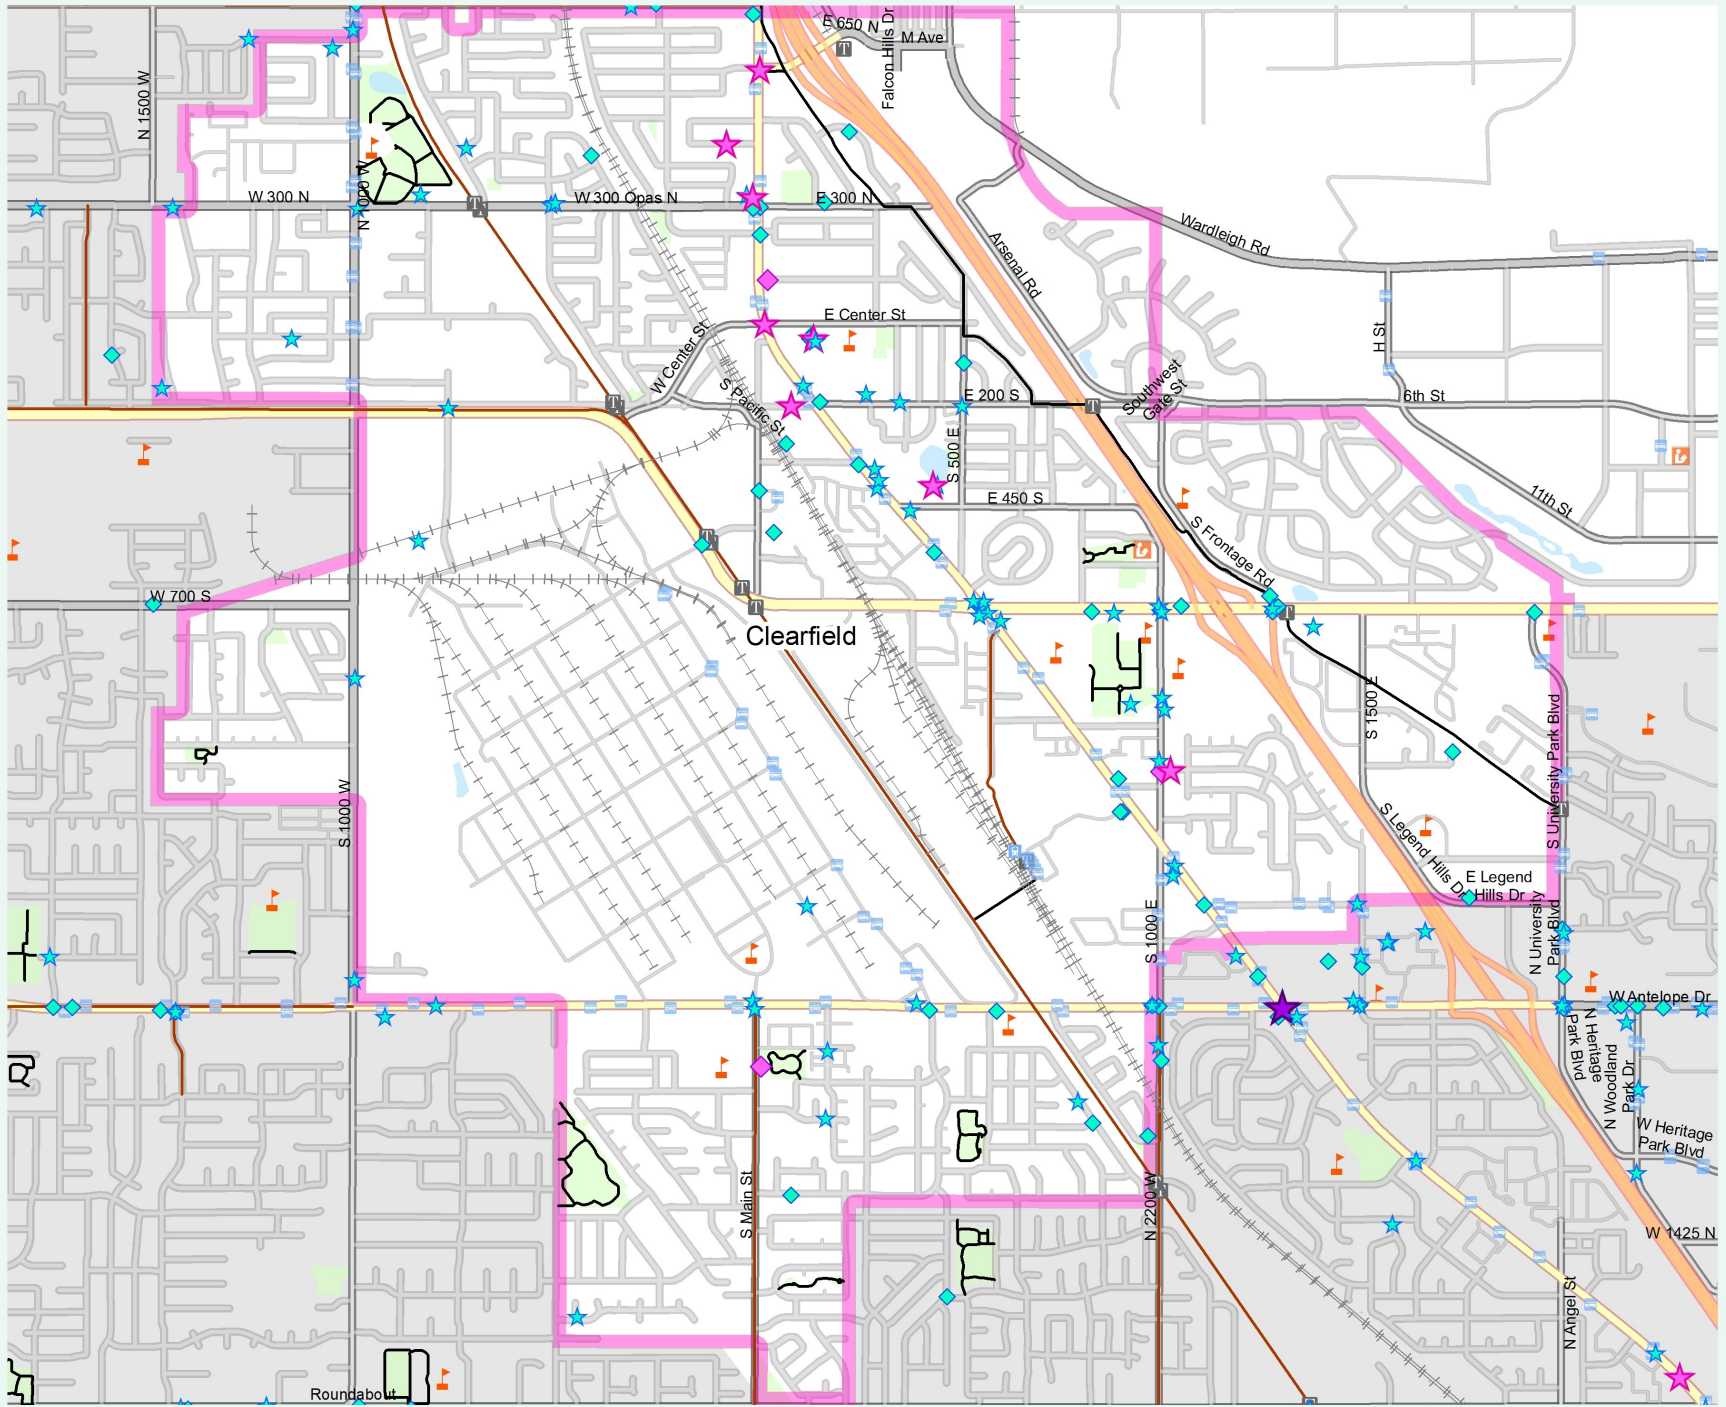 E 650 N
M Ave
Falcon Hills Dr
N 1500 W
N 1000 W
W 300 N
W 300 Opas N
E 300 N
Wardleigh Rd
Arsenal Rd
E Center St
W Center St
H St
S Pacific St
E 200 S
Southwest
Gate St
6th St
S 500 E
E 450 S
11th St
S Frontage Rd
W 700 S
Clearfield
S 1500 E
S University Park Blvd
S 1000 W
S Legend Hills Dr
E Legend
Hills Dr
S 1000 E
N University
Park Blvd
W Antelope Dr
N Heritage
Park Blvd
N Woodland
Park Dr
W Heritage
Park Blvd
S Main St
N 2200 W
W 1425 N
N Angel St
Roundabout
T
T
T
T
T
T
T
T
T
T